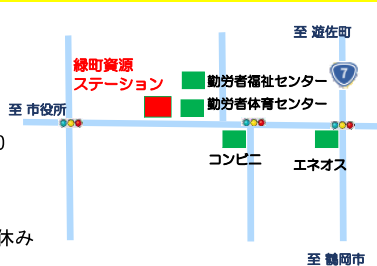 至 遊佐町
緑町資源
ステーション
勤労者福祉センター
7
至 市役所
勤労者体育センター
コンビニ
エネオス
休み
至 鶴岡市